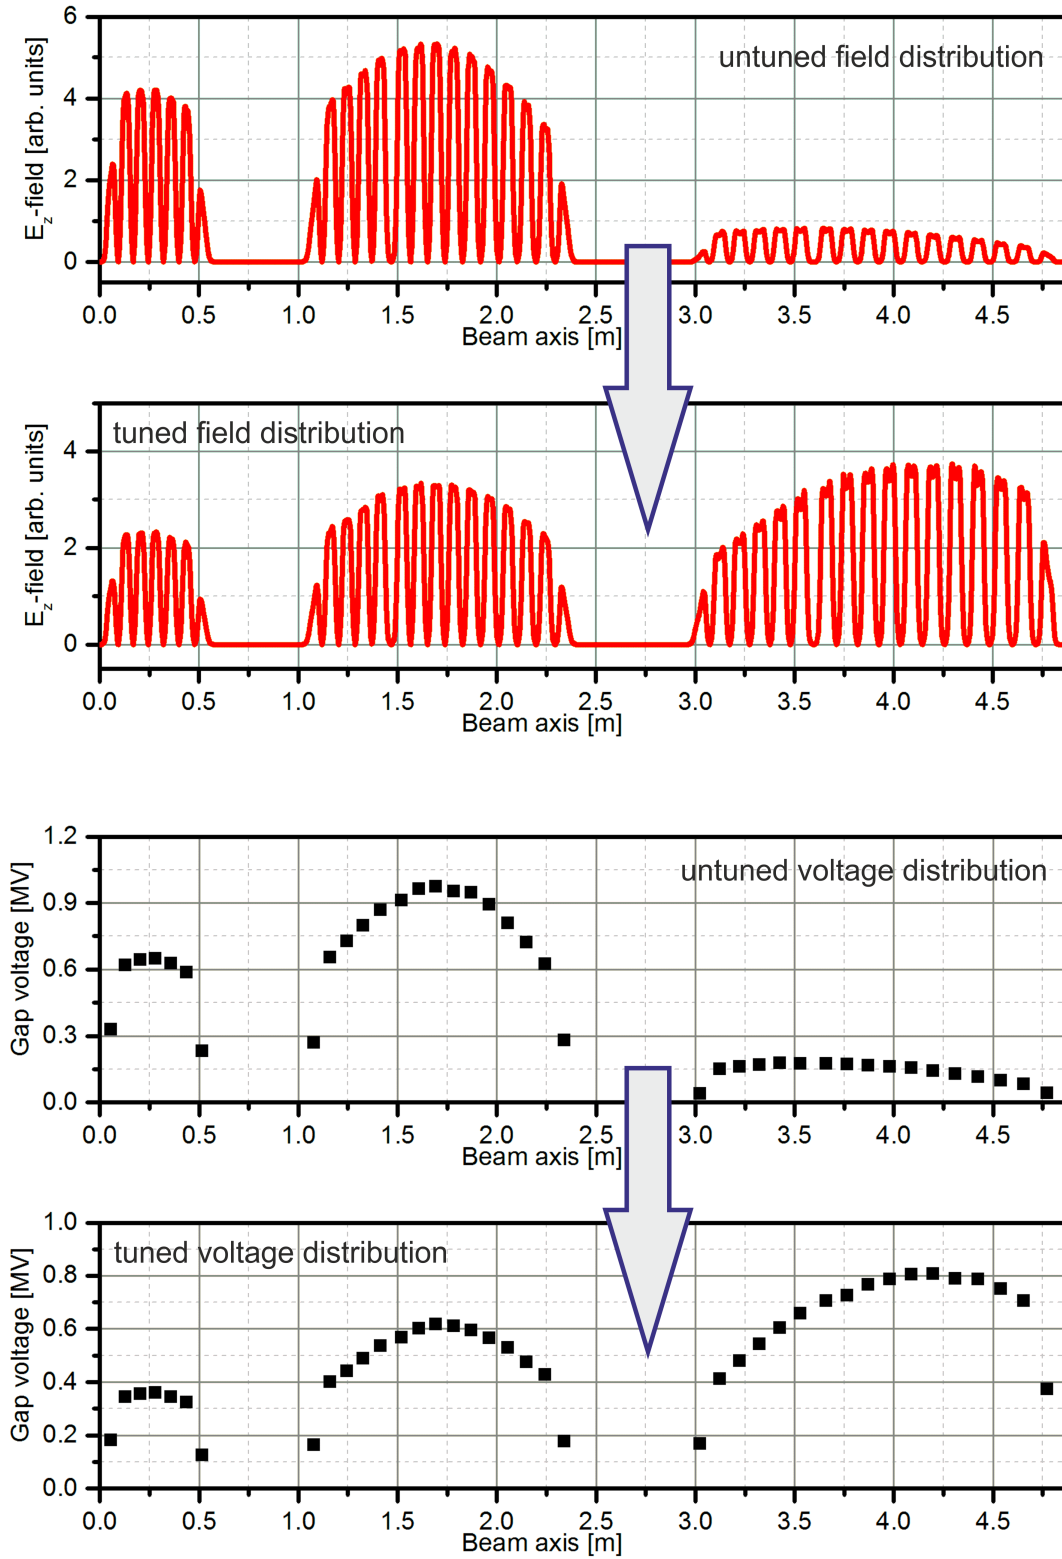 6
4
2
0
E_z-field [arb. units]
untuned field distribution
0.0 0.5 1.0 1.5 2.0 2.5 3.0 3.5 4.0 4.5
Beam axis [m]
4
2
0
E_z-field [arb. units]
tuned field distribution
0.0 0.5 1.0 1.5 2.0 2.5 3.0 3.5 4.0 4.5
Beam axis [m]
1.2
0.9
0.6
0.3
0.0
Gap voltage [MV]
untuned voltage distribution
0.0 0.5 1.0 1.5 2.0 2.5 3.0 3.5 4.0 4.5
Beam axis [m]
1.0
0.8
0.6
0.4
0.2
0.0
Gap voltage [MV]
tuned voltage distribution
0.0 0.5 1.0 1.5 2.0 2.5 3.0 3.5 4.0 4.5
Beam axis [m]